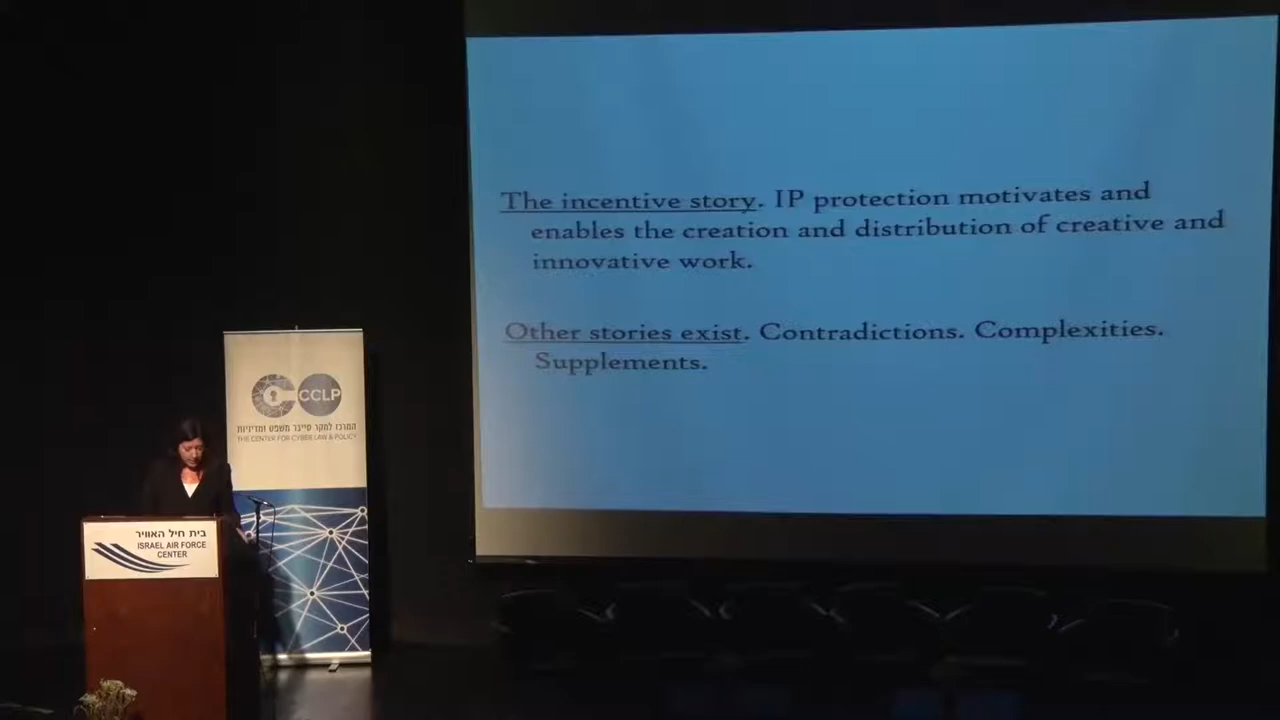 The incentive story. IP protection motivates and
enables the creation and distribution of creative and
innovative work.
Other stories exist. Contradictions. Complexities.
Supplements.
CCLP
המרכז למחקר סייבר משפט ומדיניות
THE CENTER FOR CYBER LAW & POLICY
בית חיל האוויר
ISRAEL AIR FORCE
CENTER